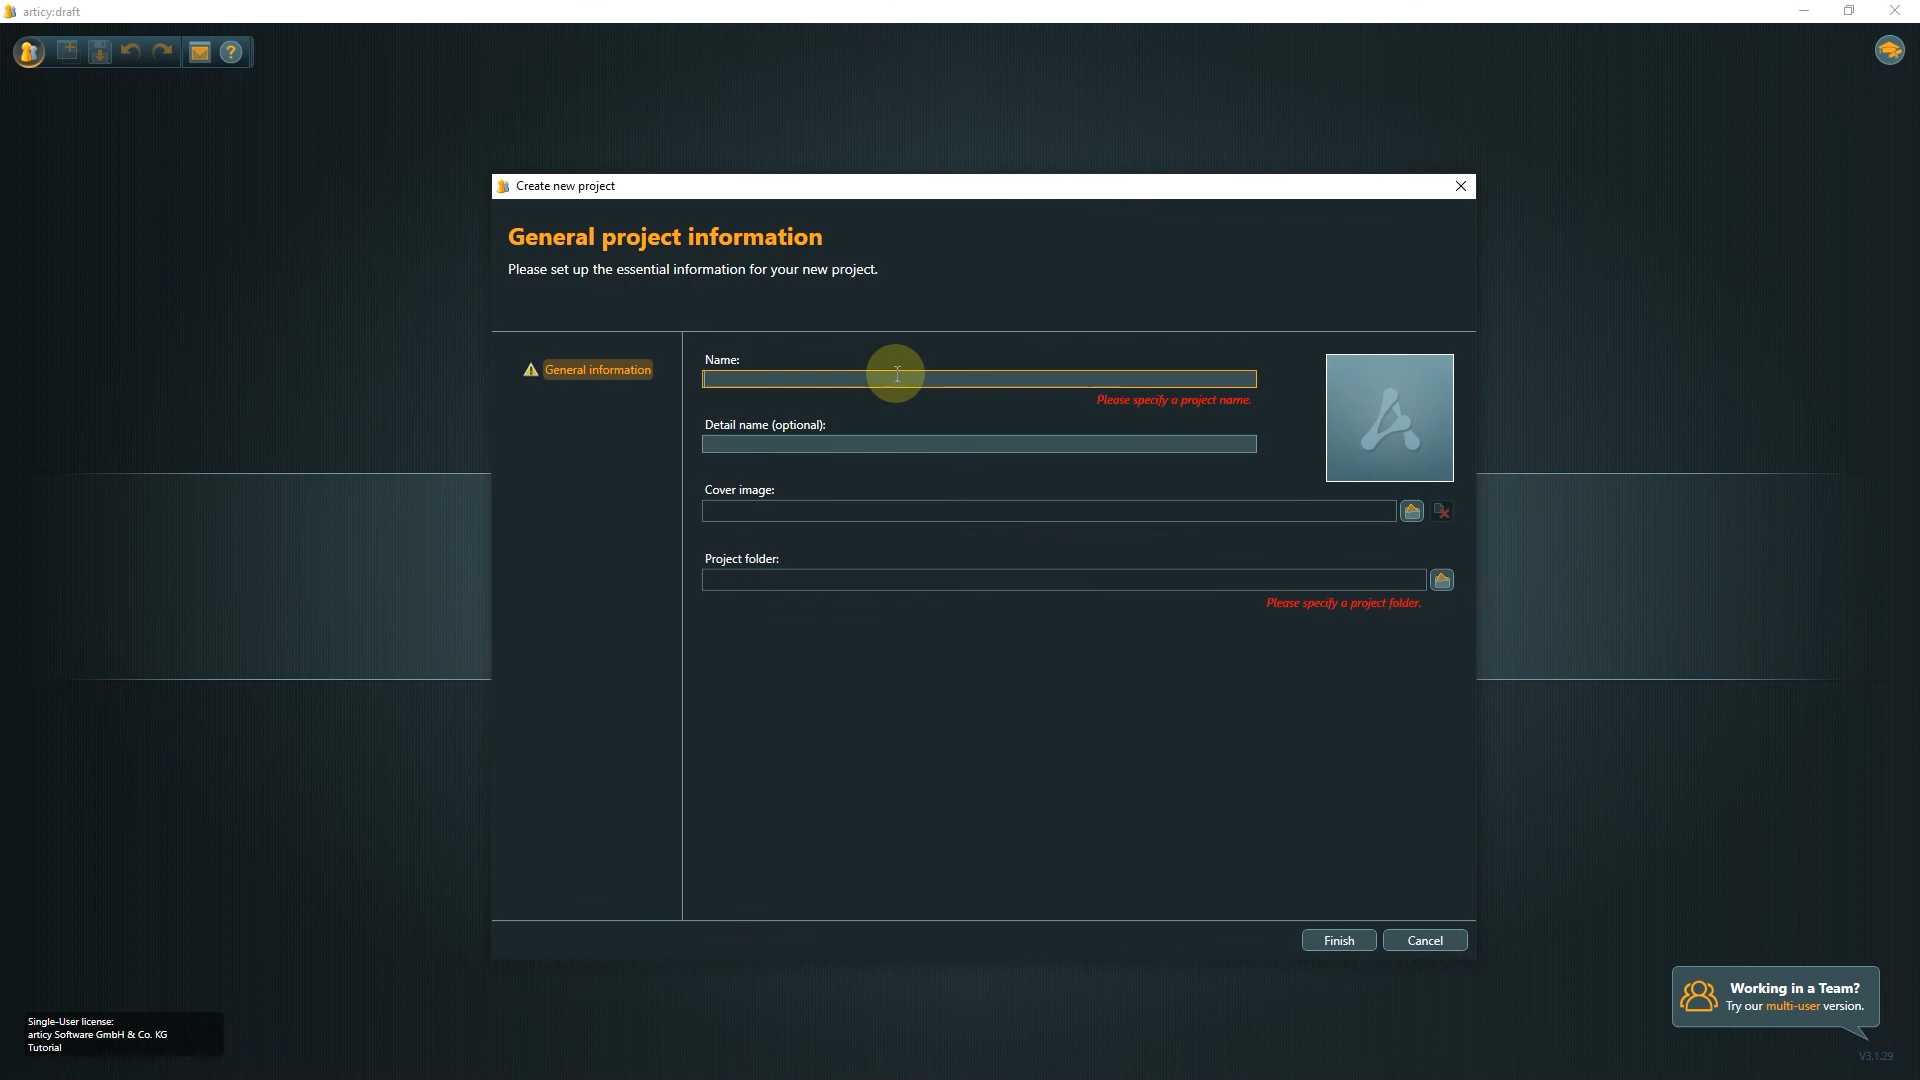 articy:draft
Create new project
General project information
Please set up the essential information for your new project.
General information
Name:
Please specify a project name.
Detail name (optional):
Cover image:
Project folder:
Please specify a project folder.
Finish
Cancel
Working in a Team?
Try our multi-user version.
Single-User license:
articy Software GmbH & Co. KG
Tutorial
V3.1.29